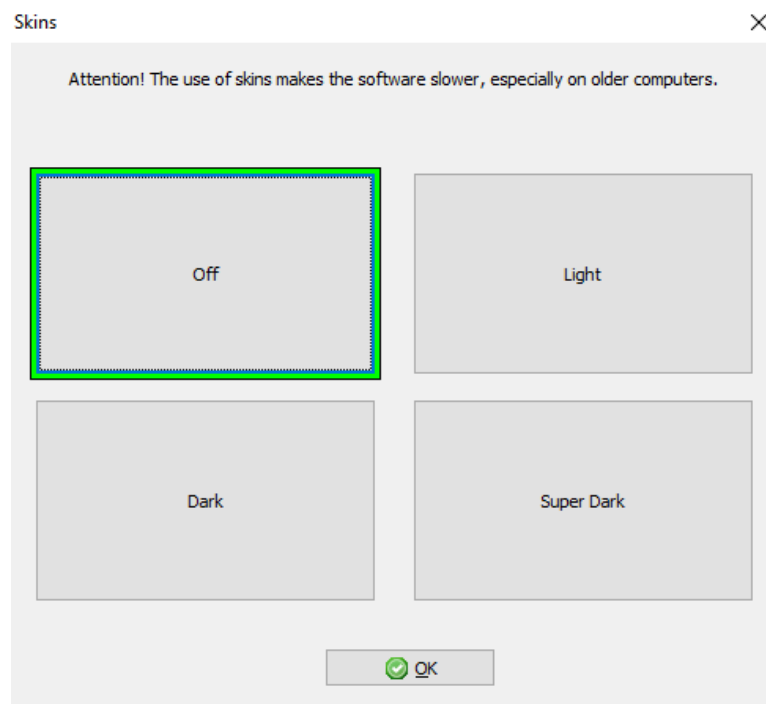 Skins
Attention! The use of skins makes the software slower, especially on older computers.
Off
Light
Dark
Super Dark
OK